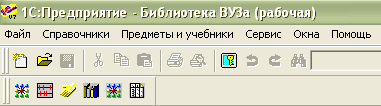 1С:Предприятие - Библиотека ВУЗа (рабочая)
Файл Справочники Предметы и учебники Сервис Окна Помощь